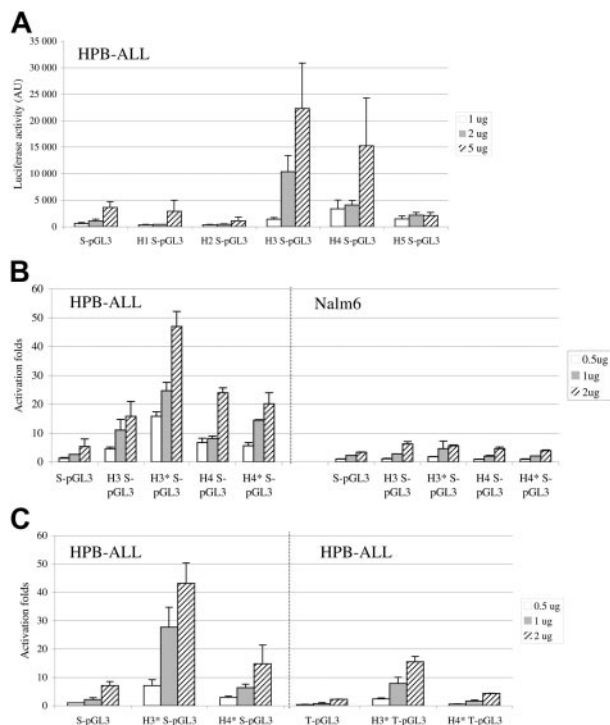 A
HPB-ALL
Luciferase activity (AU)
35 000
30 000
25 000
20 000
15 000
10 000
5 000
0
S-pGL3 H1 S-pGL3 H2 S-pGL3 H3 S-pGL3 H4 S-pGL3 H5 S-pGL3
1 ug
2 ug
5 ug
B
HPB-ALL Nalm6
Activation folds
60
50
40
30
20
10
0
S-pGL3 H3 S- H3* S- H4 S- H4* S- S-pGL3 H3 S- H3* S- H4 S- H4* S-
pGL3 pGL3 pGL3 pGL3 pGL3 pGL3 pGL3 pGL3
0.5ug
1ug
2ug
C
HPB-ALL HPB-ALL
Activation folds
60
50
40
30
20
10
0
S-pGL3 H3* S-pGL3 H4* S-pGL3 T-pGL3 H3* T-pGL3 H4* T-pGL3
0.5 ug
1 ug
2 ug